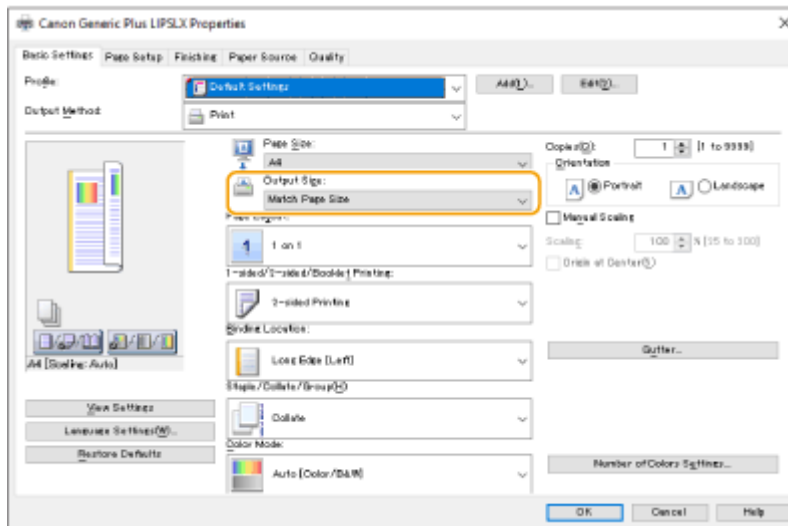 Canon Generic Plus LIPSLX Properties
Basic Settings Page Setup Finishing Paper Source Quality
Profile: Default Settings Add(1)... Edit(2)...
Output Method: Print
Page Size:
A4
Output Size:
Match Page Size
Page Layout:
1 on 1
1-sided/2-sided/Booklet Printing:
2-sided Printing
Binding Location:
Long Edge [Left]
Staple/Collate/Group(H)
Collate
Color Mode:
Auto [Color/B&W]
Copies(Q): 1 [1 to 9999]
Orientation
A Portrait A Landscape
Manual Scaling
Scaling: 100 % [25 to 200]
Origin at Center(5)
Gutter...
Number of Colors Settings...
A4 [Scaling: Auto]
View Settings
Language Settings(W)...
Restore Defaults
OK Cancel Help